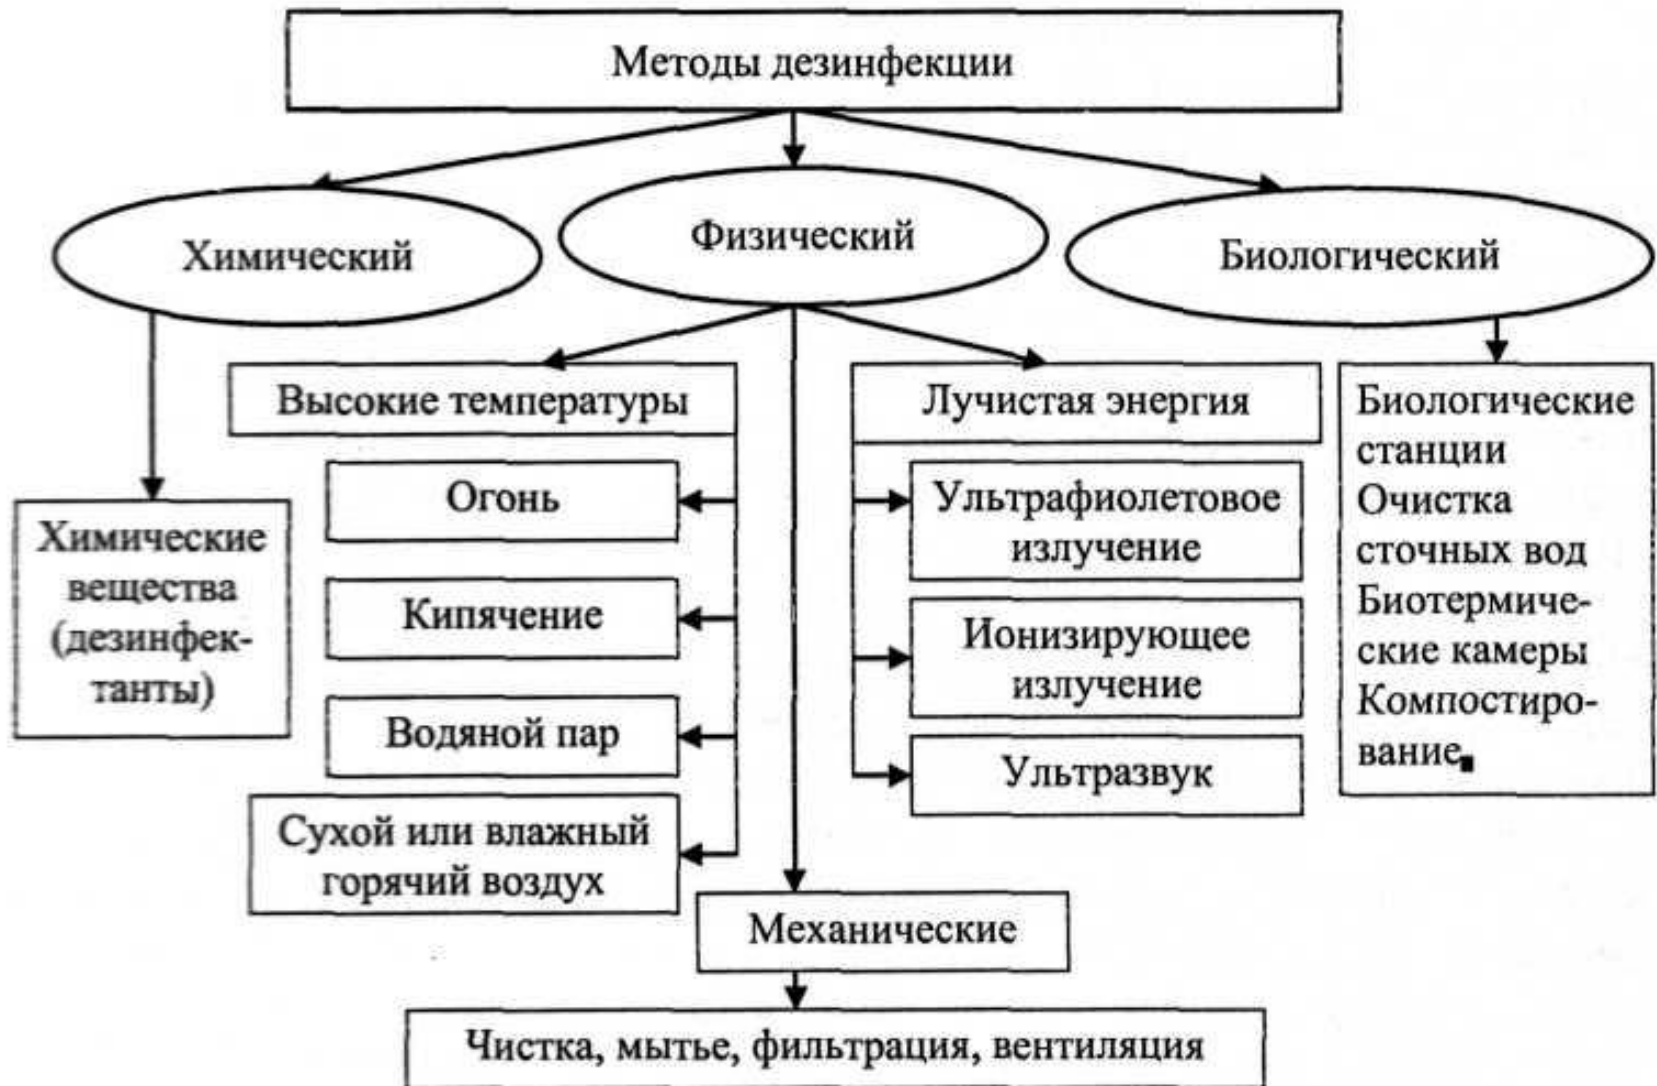 Методы дезинфекции
Химический
Физический
Биологический
Химические
вещества
(дезинфек-
танты)
Высокие температуры
Огонь
Кипячение
Водяной пар
Сухой или влажный
горячий воздух
Лучистая энергия
Ультрафиолетовое
излучение
Ионизирующее
излучение
Ультразвук
Биологические
станции
Очистка
сточных вод
Биотермиче-
ские камеры
Компостиро-
вание
Механические
Чистка, мытье, фильтрация, вентиляция